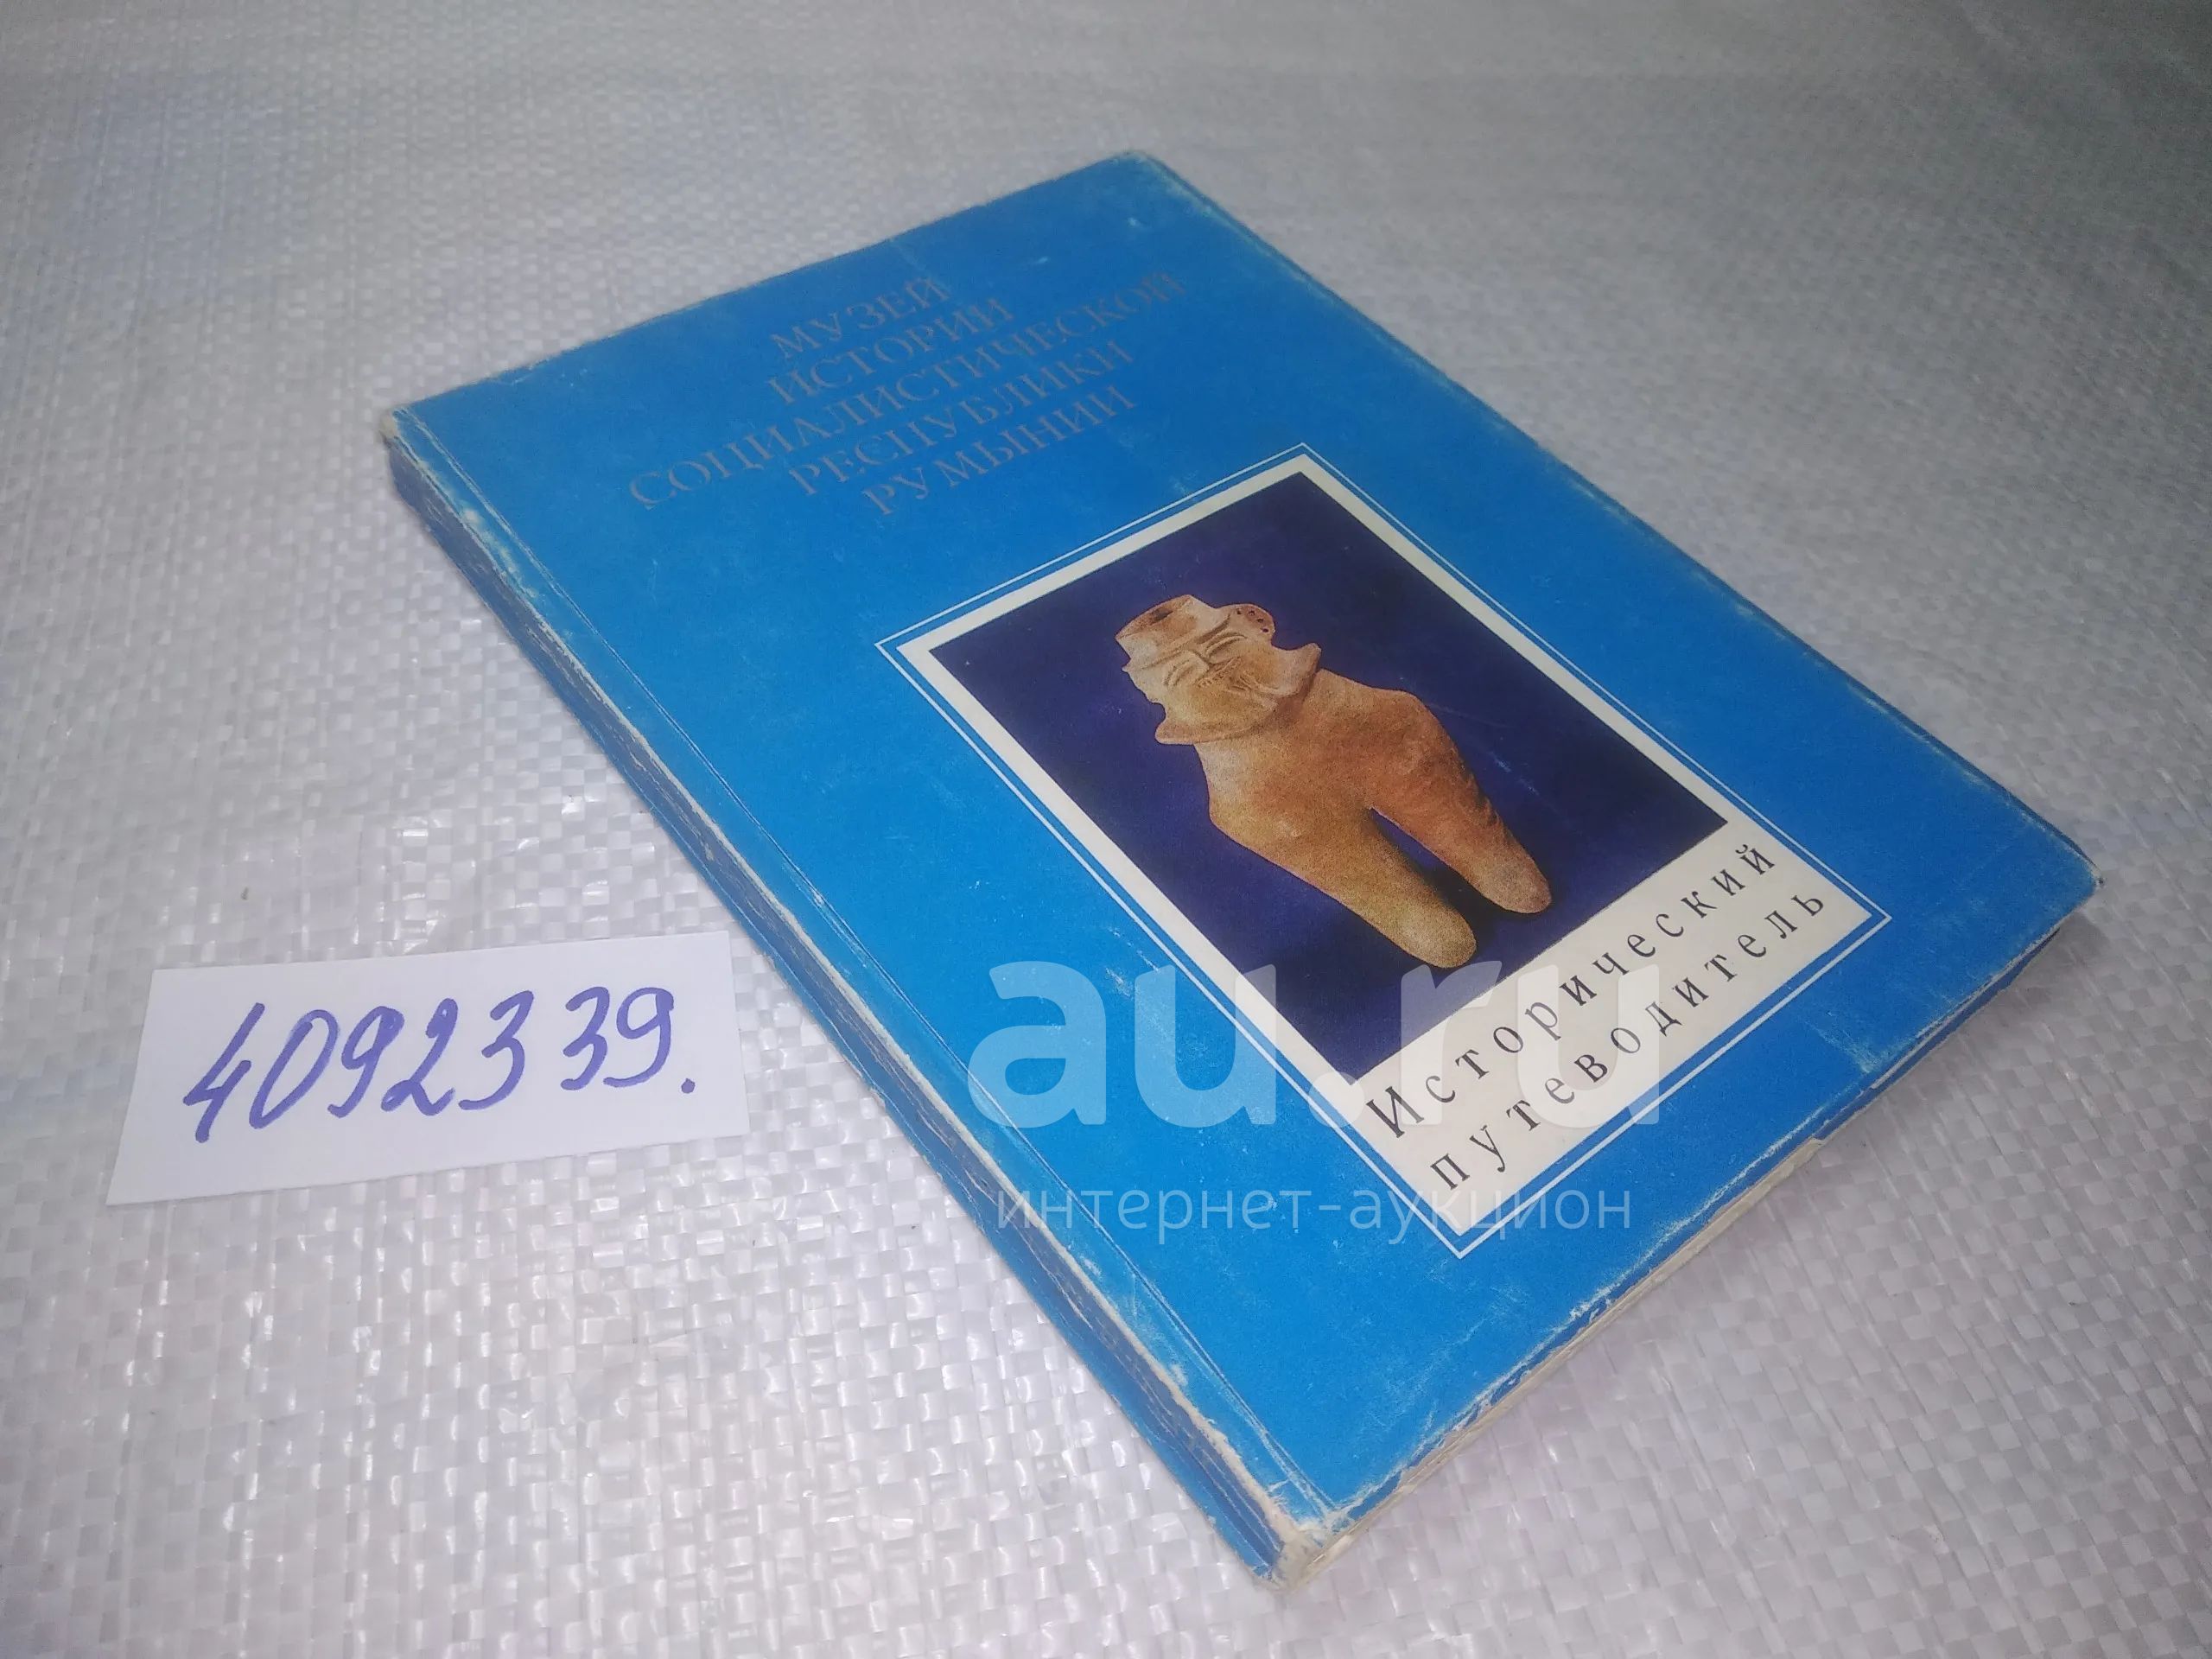 МУЗЕЙ
ИСТОРИИ
СОЦИАЛИСТИЧЕСКОЙ
РЕСПУБЛИКИ
РУМЫНИИ
Исторический
путеводитель
4092339.
au.ru
интернет-аукцион